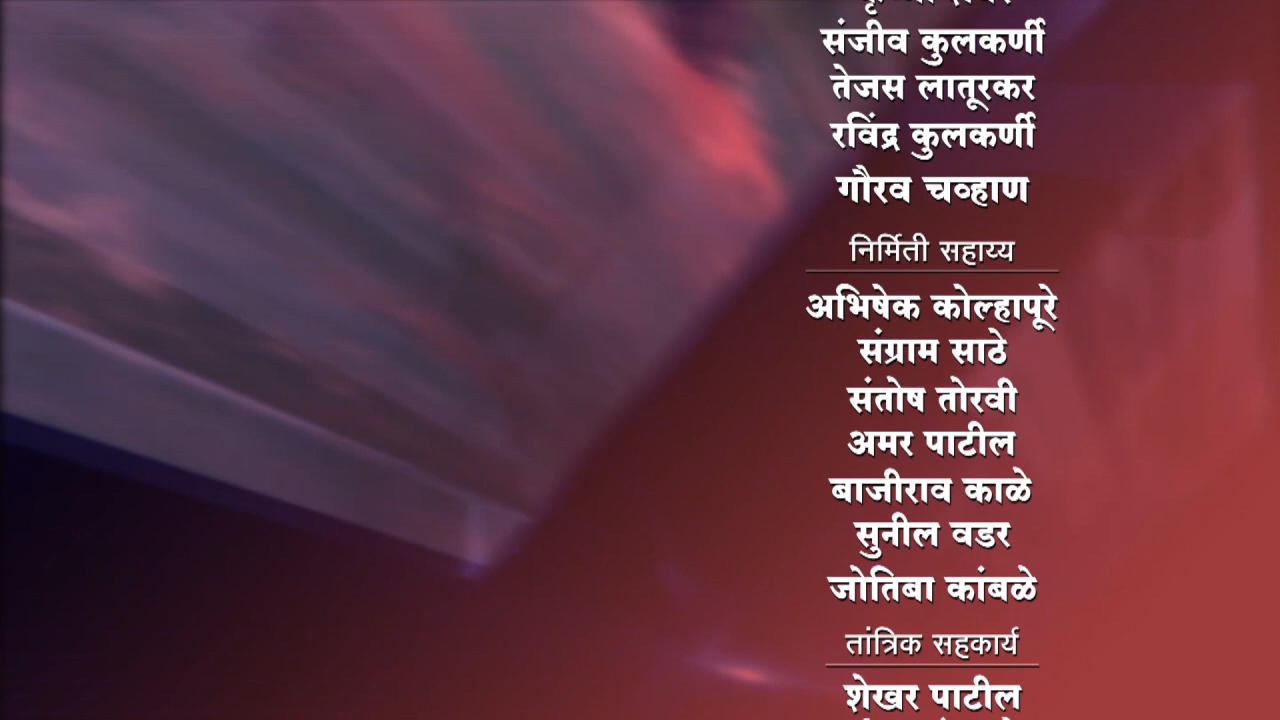 संजीव कुलकर्णी
तेजस लातूरकर
रविंद्र कुलकर्णी
गौरव चव्हाण
निर्मिती सहाय्य
अभिषेक कोल्हापूरे
संग्राम साठे
संतोष तोरवी
अमर पाटील
बाजीराव काळे
सुनील वडर
जोतिबा कांबळे
तांत्रिक सहकार्य
शेखर पाटील